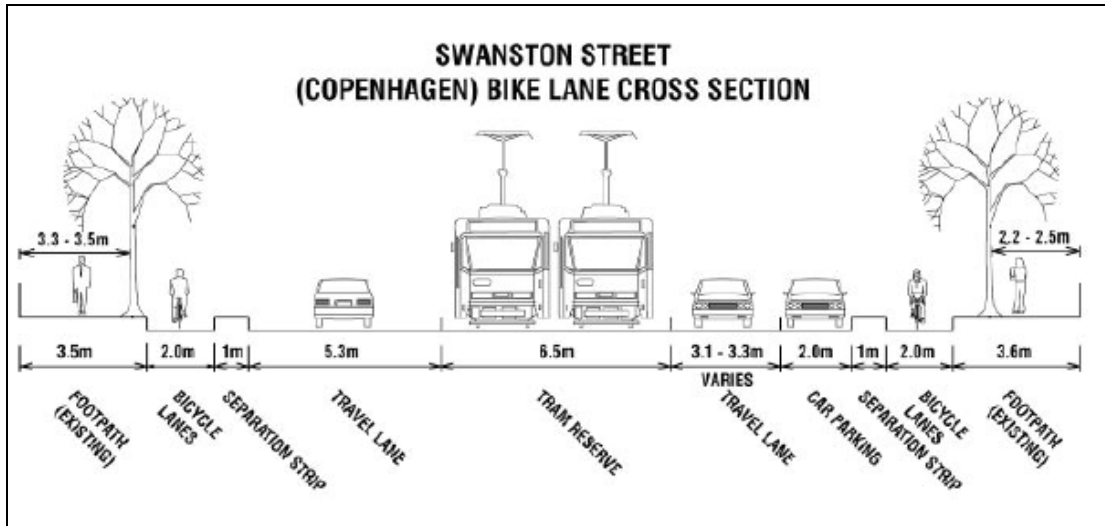 SWANSTON STREET
(COPENHAGEN) BIKE LANE CROSS SECTION
3.3 - 3.5m
2.2 - 2.5m
3.5m
2.0m
1m
5.3m
6.5m
3.1 - 3.3m
VARIES
2.0m
1m
2.0m
3.6m
FOOTPATH
(EXISTING)
BICYCLE
LANES
SEPARATION STRIP
TRAVEL LANE
TRAM RESERVE
TRAVEL LANE
CAR PARKING
SEPARATION STRIP
BICYCLE
LANES
FOOTPATH
(EXISTING)